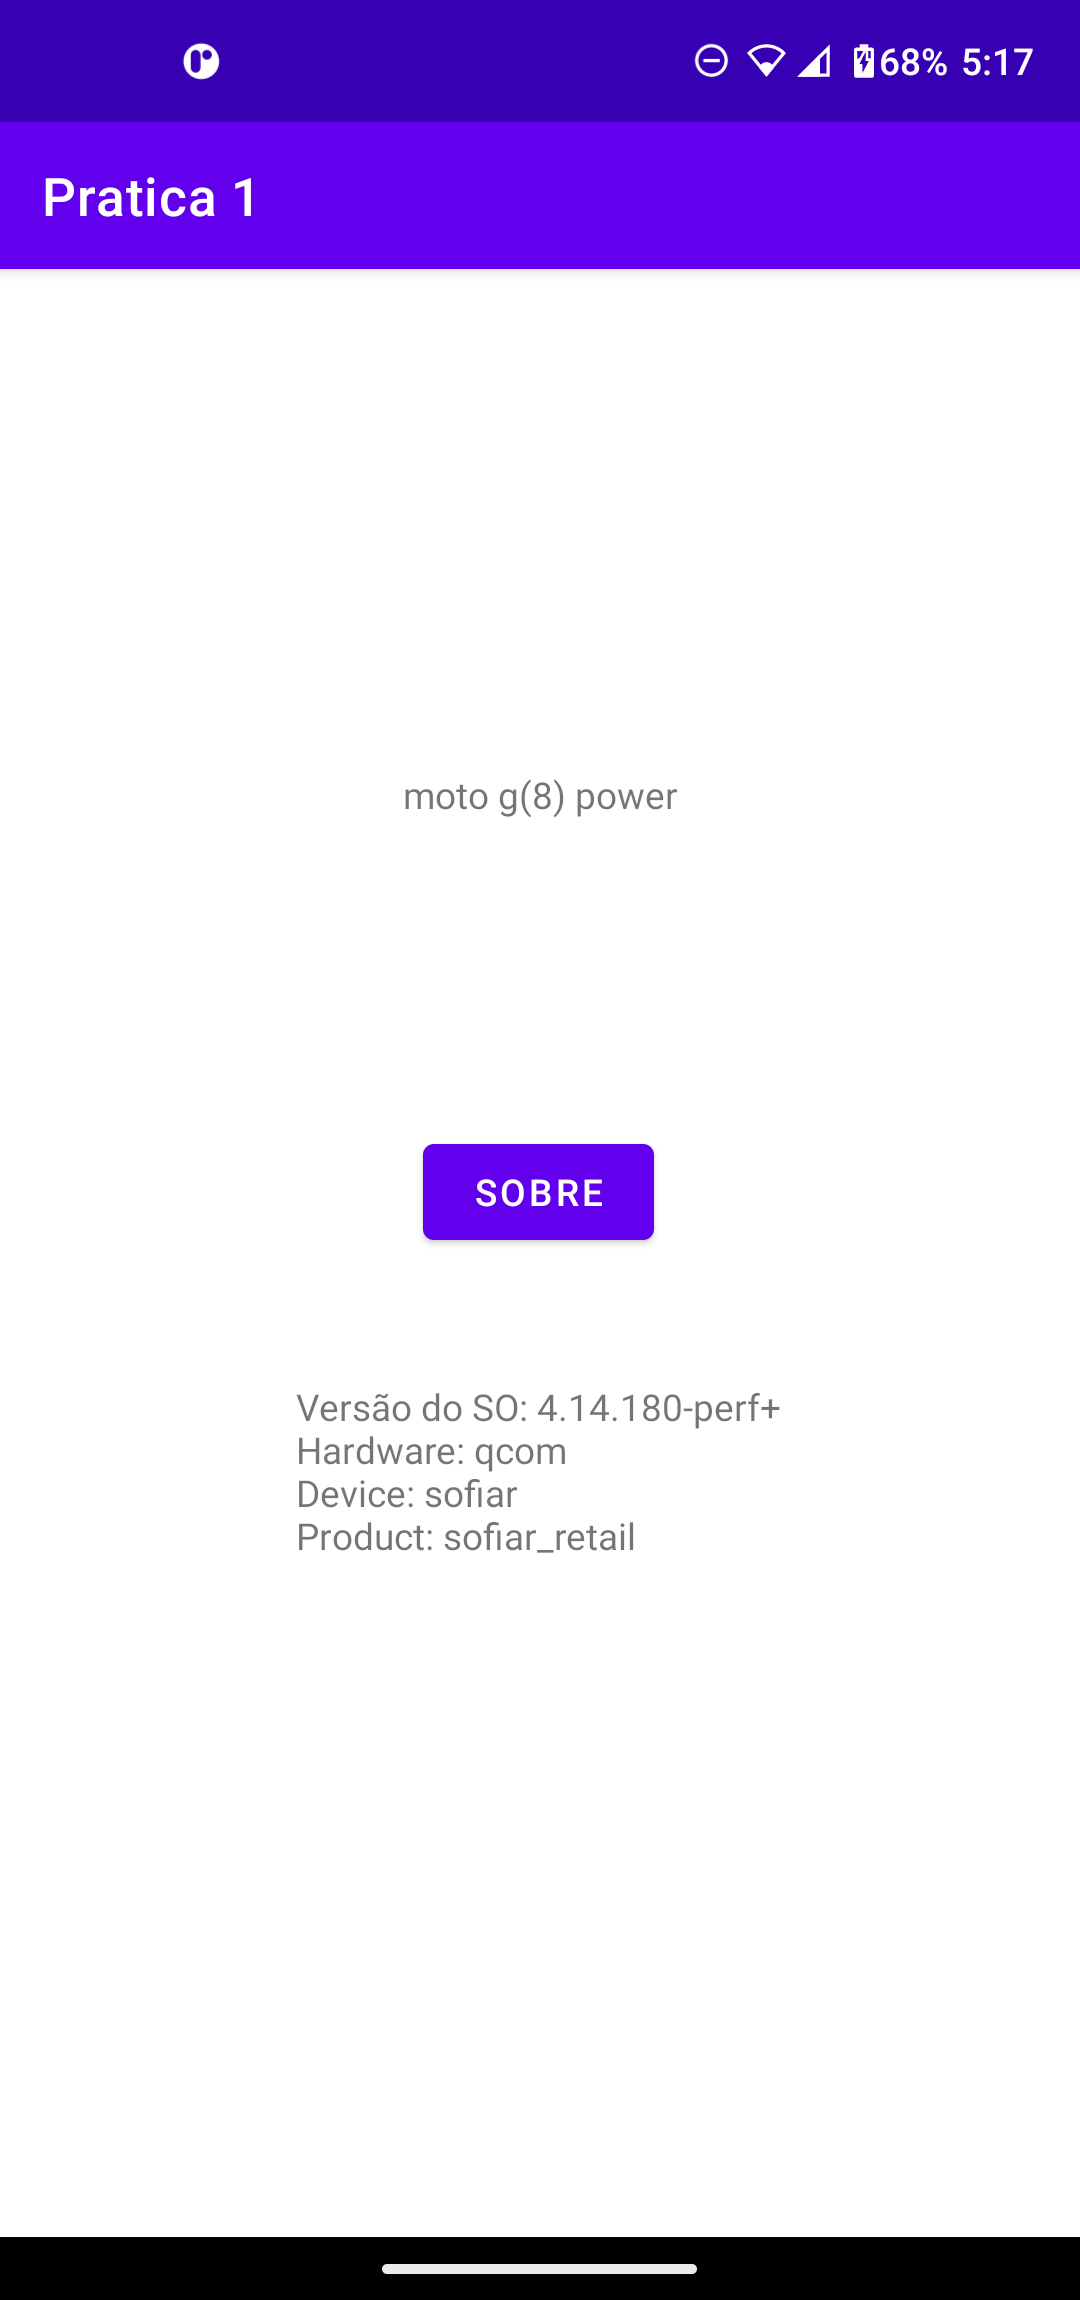 68% 5:17
Pratica 1
moto g(8) power
SOBRE
Versão do SO: 4.14.180-perf+
Hardware: qcom
Device: sofiar
Product: sofiar_retail